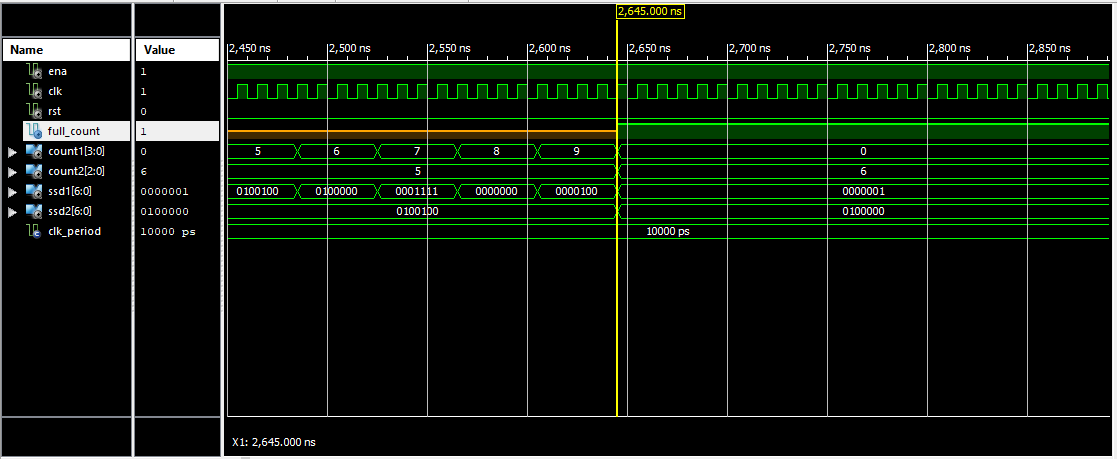 2,645.000 ns
Name Value 2,450 ns 2,500 ns 2,550 ns 2,600 ns 2,650 ns 2,700 ns 2,750 ns 2,800 ns 2,850 ns
ena 1
clk 1
rst 0
full_count 1
count1[3:0] 0 5 6 7 8 9 0
count2[2:0] 6 5 6
ssd1[6:0] 0000001 0100100 0100000 0001111 0000000 0000100 0000001
ssd2[6:0] 0100000 0100100 0100000
clk_period 10000 ps 10000 ps
X1: 2,645.000 ns